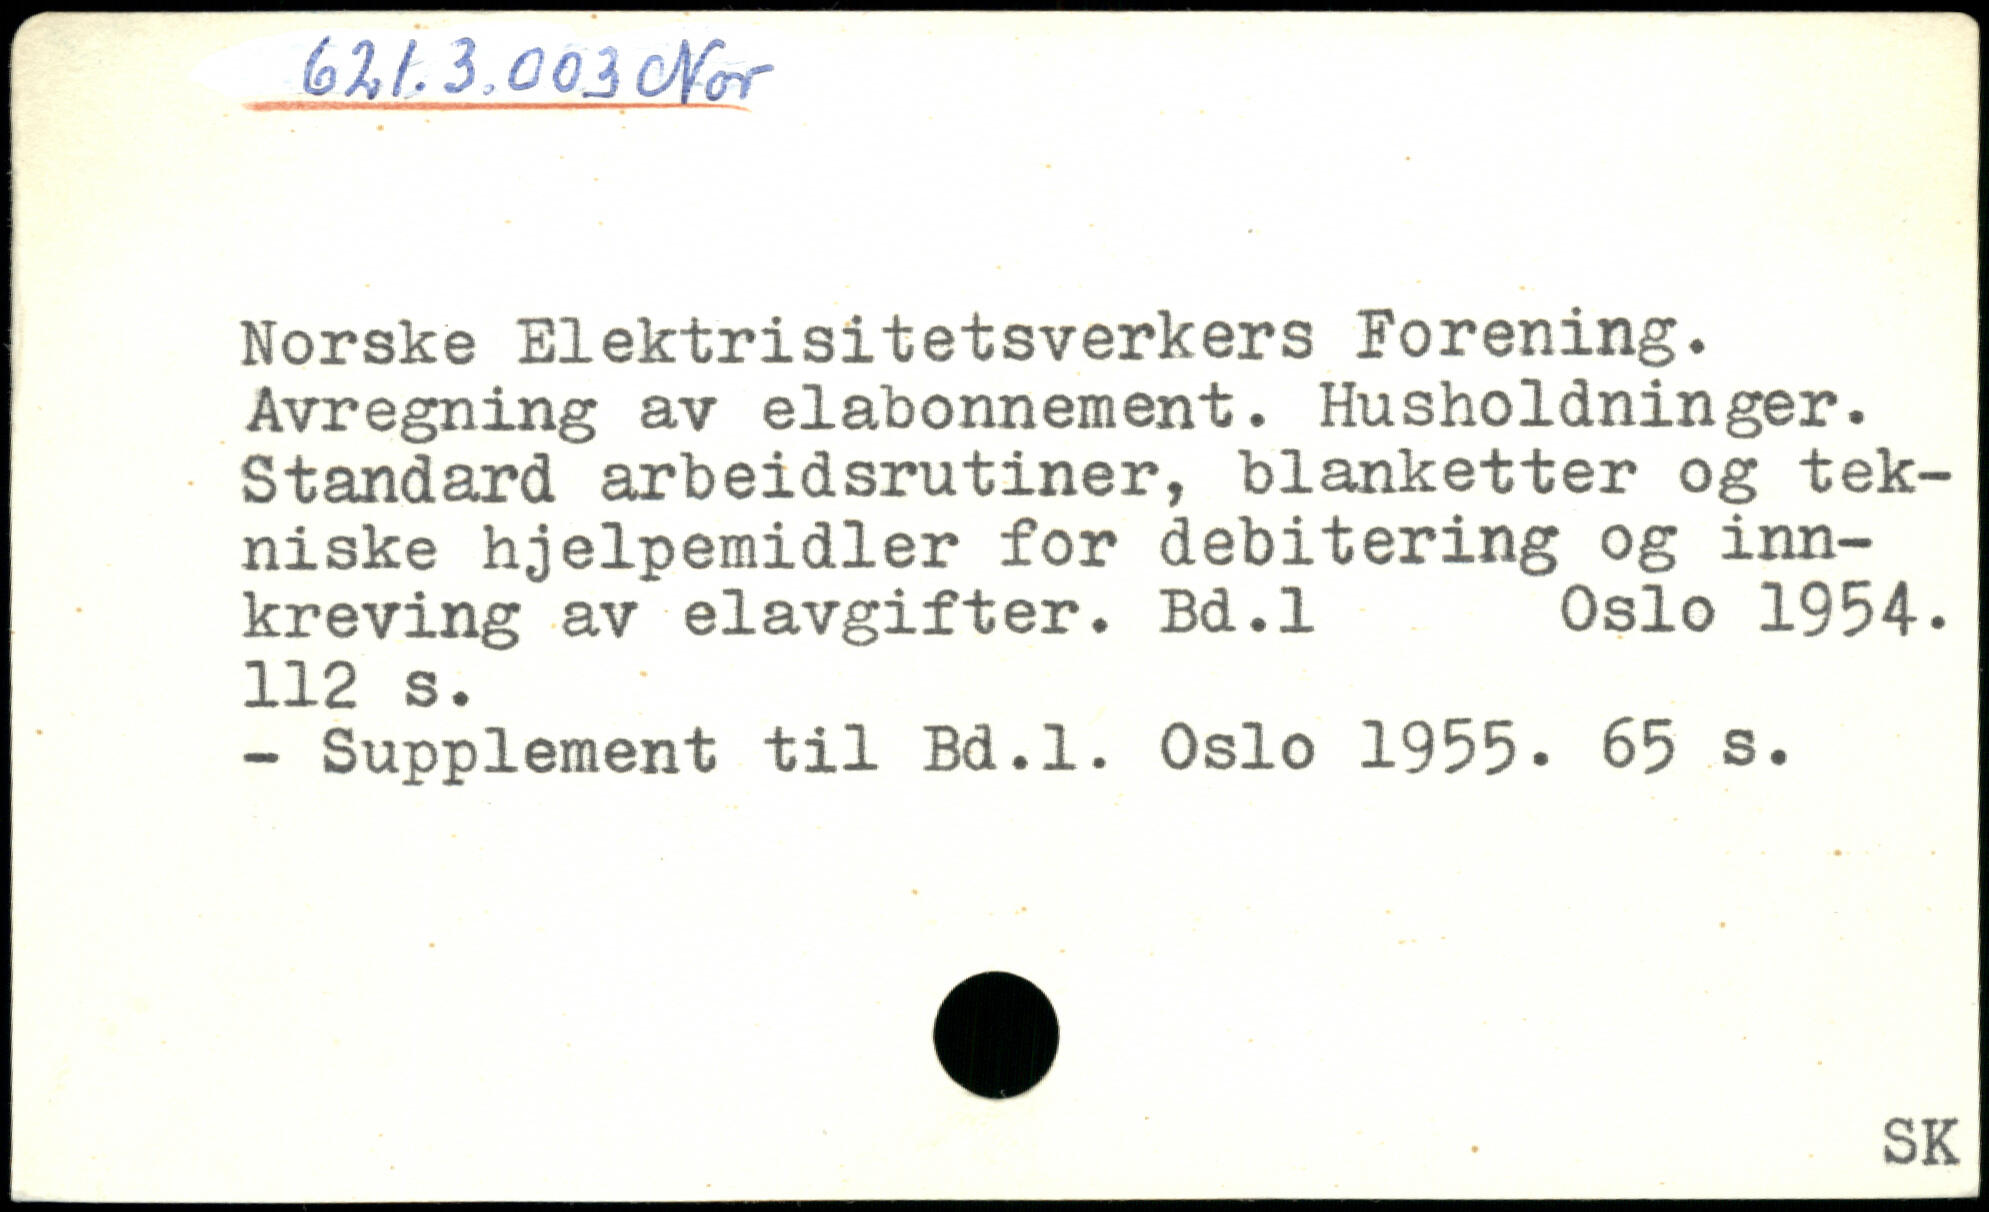 621.3.003 Nor
Norske Elektrisitetsverkers Forening.
Avregning av elabonnement. Husholdninger.
Standard arbeidsrutiner, blanketter og tek-
niske hjelpemidler for debitering og inn-
kreving av elavgifter. Bd.1 Oslo 1954.
112 s.
- Supplement til Bd.1. Oslo 1955. 65 s.
SK